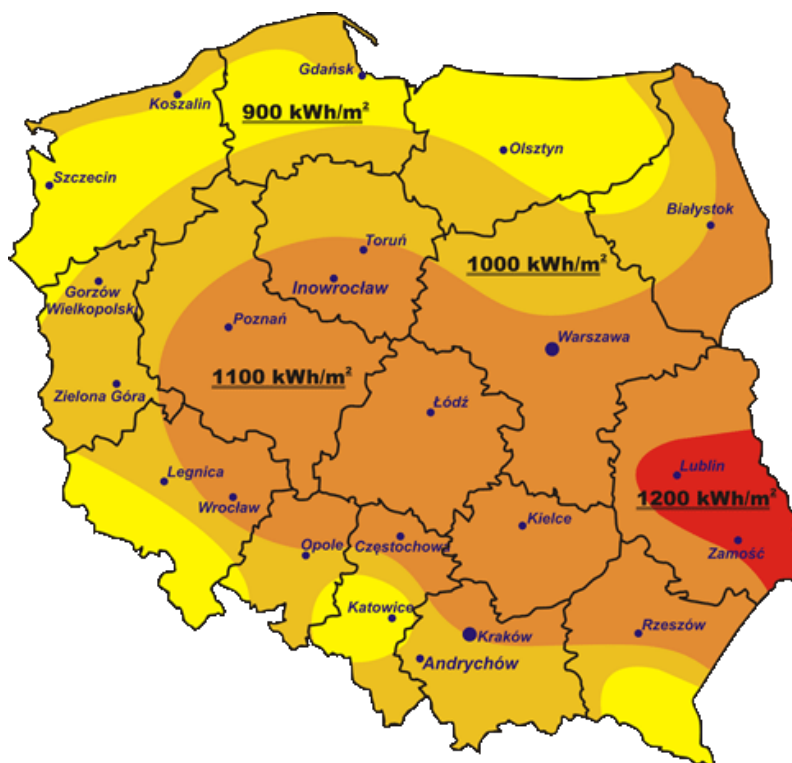 Gdańsk
Koszalin
900 kWh/m²
Olsztyn
Szczecin
Białystok
Toruń
1000 kWh/m²
Gorzów
Wielkopolski
Inowrocław
Poznań
Warszawa
1100 kWh/m²
Zielona Góra
Łódź
Legnica
Lublin
Wrocław
1200 kWh/m²
Kielce
Opole
Częstochowa
Zamość
Katowice
Kraków
Rzeszów
Andrychów